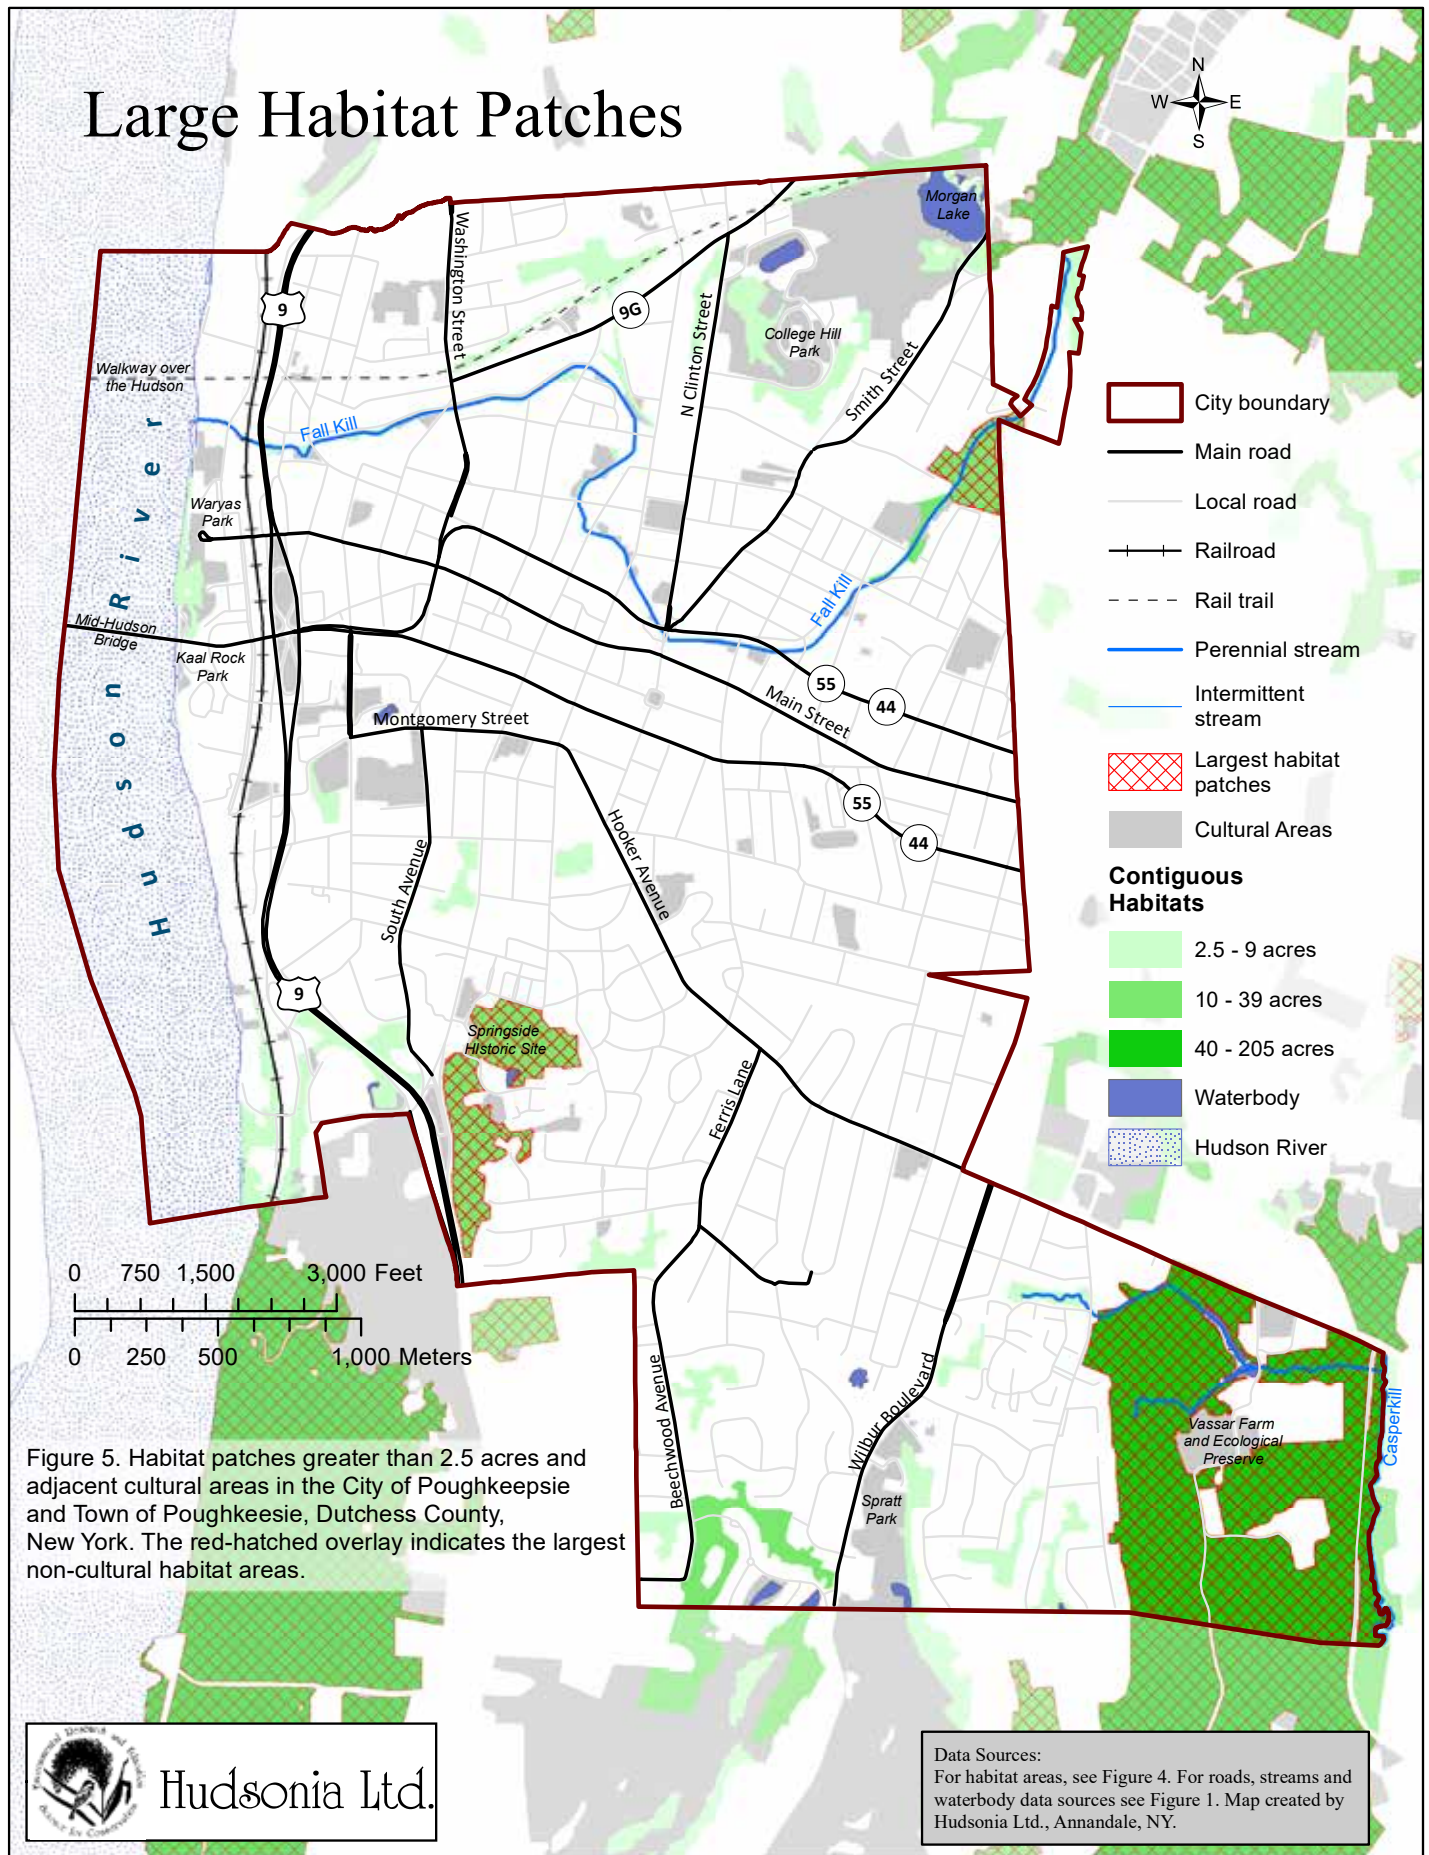 Large Habitat Patches
N
W
E
S
Morgan
Lake
Washington Street
9
9G
N Clinton Street
College Hill
Park
Smith Street
Walkway over
the Hudson
Fall Kill
Hudson River
Waryas
Park
Mid-Hudson
Bridge
Kaal Rock
Park
Fall Kill
55
44
Main Street
Montgomery Street
55
44
Hooker Avenue
South Avenue
9
Springside
HIstoric Site
Ferris Lane
City boundary
Main road
Local road
Railroad
Rail trail
Perennial stream
Intermittent
stream
Largest habitat
patches
Cultural Areas
Contiguous
Habitats
2.5 - 9 acres
10 - 39 acres
40 - 205 acres
Waterbody
Hudson River
0 750 1,500 3,000 Feet
0 250 500 1,000 Meters
Beechwood Avenue
Wilbur Boulevard
Spratt
Park
Vassar Farm
and Ecological
Preserve
Casperkill
Figure 5. Habitat patches greater than 2.5 acres and
adjacent cultural areas in the City of Poughkeepsie
and Town of Poughkeesie, Dutchess County,
New York. The red-hatched overlay indicates the largest
non-cultural habitat areas.
Hudsonia Ltd.
Data Sources:
For habitat areas, see Figure 4. For roads, streams and
waterbody data sources see Figure 1. Map created by
Hudsonia Ltd., Annandale, NY.